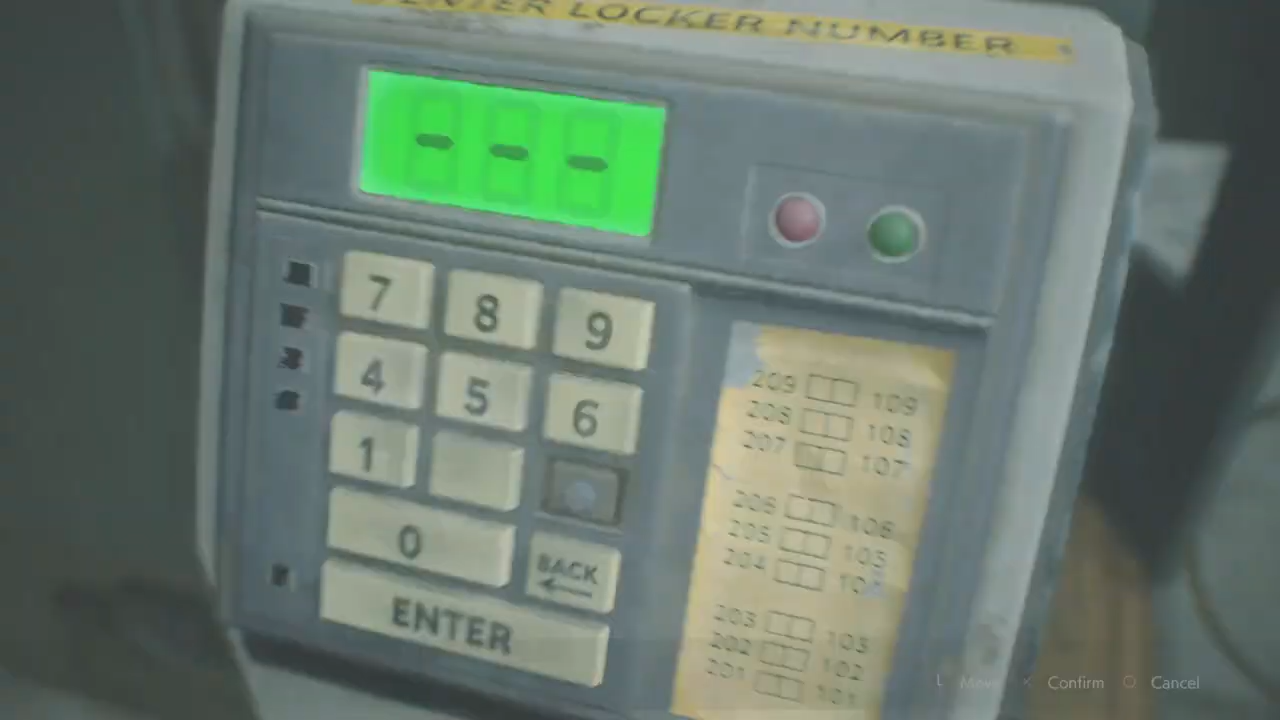 ENTER LOCKER NUMBER
- - -
7 8 9
4 5 6
1
0 BACK
ENTER
209 109
208 108
207 107
206 106
205 105
204
203 103
202 102
201 101
L Move × Confirm ○ Cancel